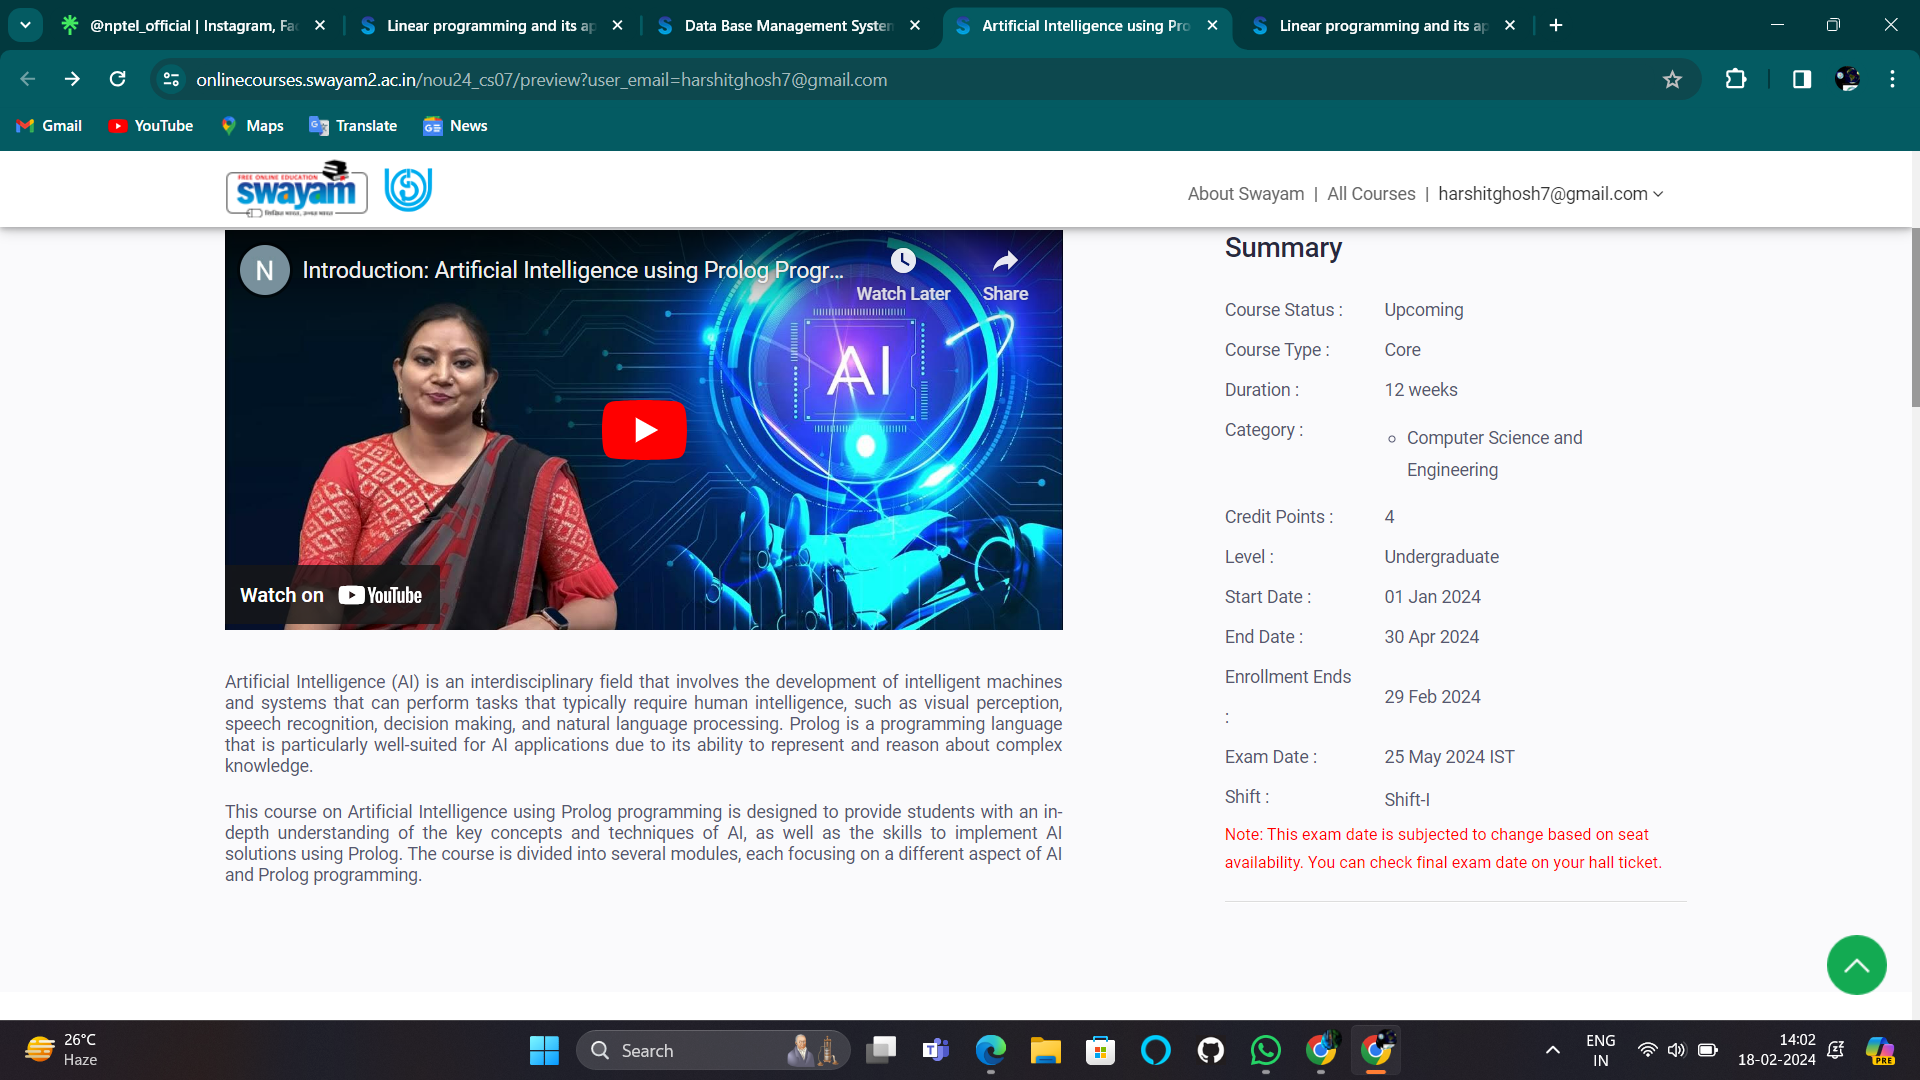 @nptel_official | Instagram, Fac
Linear programming and its ap
Data Base Management System
Artificial Intelligence using Pro
Linear programming and its ap
onlinecourses.swayam2.ac.in/nou24_cs07/preview?user_email=harshitghosh7@gmail.com
Gmail
YouTube
Maps
Translate
News
FREE ONLINE EDUCATION
swayam
About Swayam | All Courses | harshitghosh7@gmail.com
N
Introduction: Artificial Intelligence using Prolog Progr...
Watch Later
Share
AI
Watch on YouTube
Artificial Intelligence (AI) is an interdisciplinary field that involves the development of intelligent machines
and systems that can perform tasks that typically require human intelligence, such as visual perception,
speech recognition, decision making, and natural language processing. Prolog is a programming language
that is particularly well-suited for AI applications due to its ability to represent and reason about complex
knowledge.
This course on Artificial Intelligence using Prolog programming is designed to provide students with an in-
depth understanding of the key concepts and techniques of AI, as well as the skills to implement AI
solutions using Prolog. The course is divided into several modules, each focusing on a different aspect of AI
and Prolog programming.
Summary
Course Status : Upcoming
Course Type : Core
Duration : 12 weeks
Category : Computer Science and
Engineering
Credit Points : 4
Level : Undergraduate
Start Date : 01 Jan 2024
End Date : 30 Apr 2024
Enrollment Ends
: 29 Feb 2024
Exam Date : 25 May 2024 IST
Shift : Shift-I
Note: This exam date is subjected to change based on seat
availability. You can check final exam date on your hall ticket.
26°C
Haze
Search
ENG
IN
14:02
18-02-2024
PRE